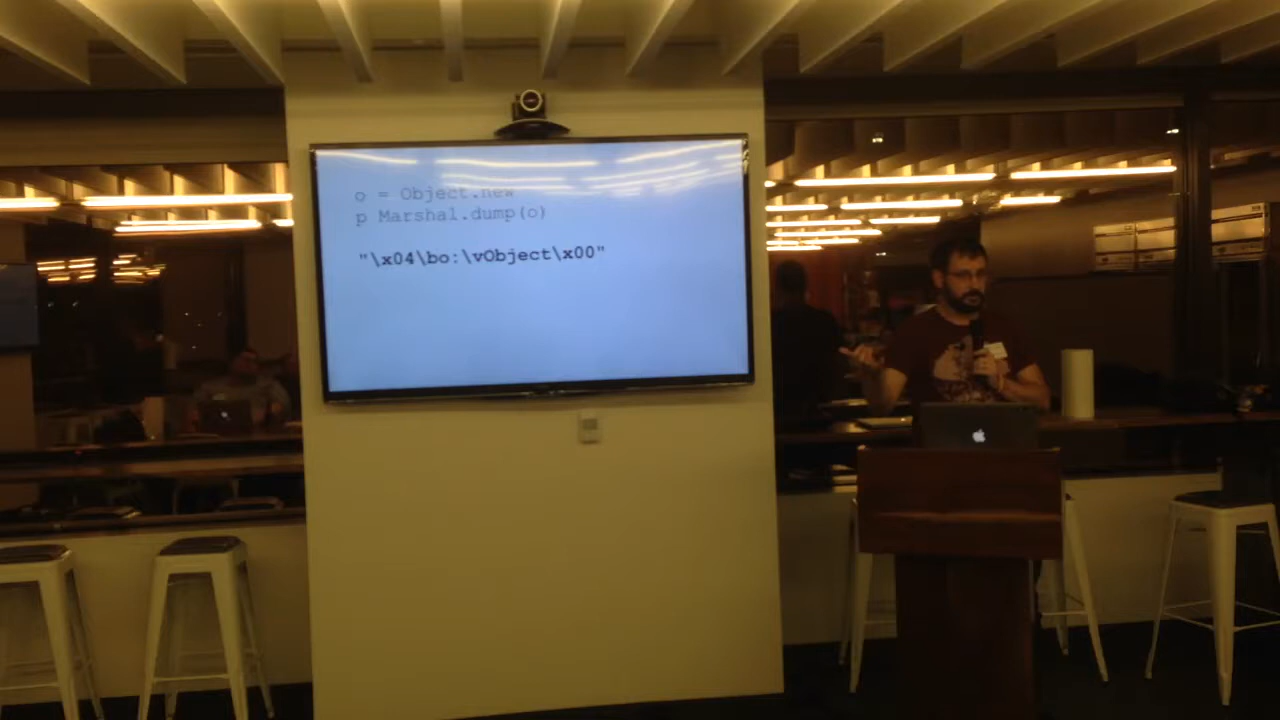 o = Object.new
p Marshal.dump(o)
"\x04\bo:\vObject\x00"